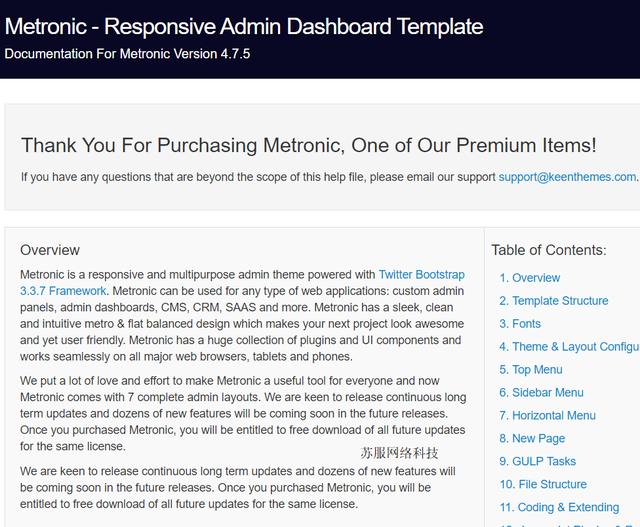 Metronic - Responsive Admin Dashboard Template
Documentation For Metronic Version 4.7.5
Thank You For Purchasing Metronic, One of Our Premium Items!
If you have any questions that are beyond the scope of this help file, please email our support support@keenthemes.com.
Overview
Metronic is a responsive and multipurpose admin theme powered with Twitter Bootstrap
3.3.7 Framework. Metronic can be used for any type of web applications: custom admin
panels, admin dashboards, CMS, CRM, SAAS and more. Metronic has a sleek, clean
and intuitive metro & flat balanced design which makes your next project look awesome
and yet user friendly. Metronic has a huge collection of plugins and UI components and
works seamlessly on all major web browsers, tablets and phones.
We put a lot of love and effort to make Metronic a useful tool for everyone and now
Metronic comes with 7 complete admin layouts. We are keen to release continuous long
term updates and dozens of new features will be coming soon in the future releases.
Once you purchased Metronic, you will be entitled to free download of all future updates
for the same license.
苏服网络科技
We are keen to release continuous long term updates and dozens of new features will
be coming soon in the future releases. Once you purchased Metronic, you will be
entitled to free download of all future updates for the same license.
Table of Contents:
1. Overview
2. Template Structure
3. Fonts
4. Theme & Layout Configu
5. Top Menu
6. Sidebar Menu
7. Horizontal Menu
8. New Page
9. GULP Tasks
10. File Structure
11. Coding & Extending